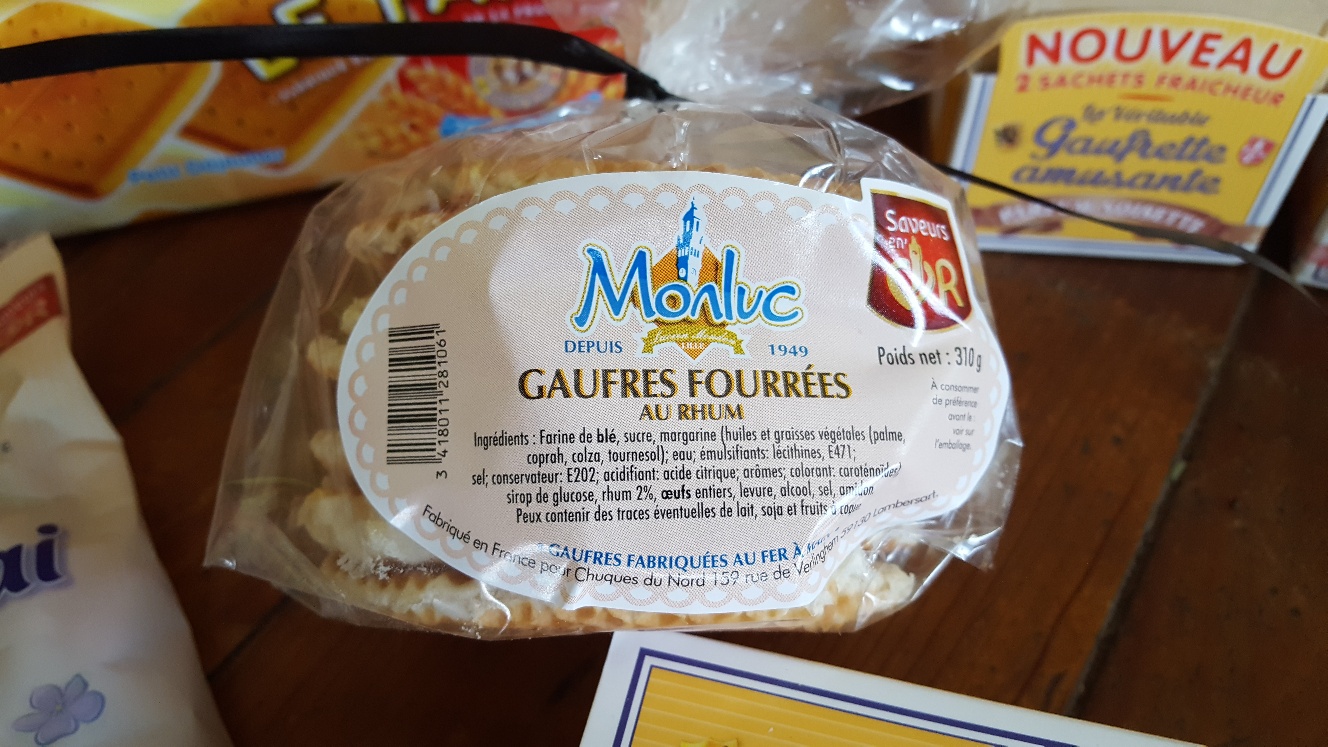 NOUVEAU
2 SACHETS FRAICHEUR
La Véritable
Gaufrette
amusante
Petit Déjeuner
Saveurs
en'
OR
Monluc
LILLE
DEPUIS 1949
GAUFRES FOURRÉES
AU RHUM
Poids net : 310 g
À consommer
de préférence
avant le :
voir sur
l'emballage.
3 418011 281061
Ingrédients : Farine de blé, sucre, margarine (huiles et graisses végétales (palme,
coprah, colza, tournesol); eau; émulsifiants: lécithines, E471;
sel; conservateur: E202; acidifiant: acide citrique; arômes; colorant: caroténoïdes)
sirop de glucose, rhum 2%, œufs entiers, levure, alcool, sel, amidon
Peux contenir des traces éventuelles de lait, soja et fruits à coque
GAUFRES FABRIQUÉES AU FER À
Fabriqué en France pour Chuques du Nord 159 rue de Verlinghem 59130 Lambersart.
ai